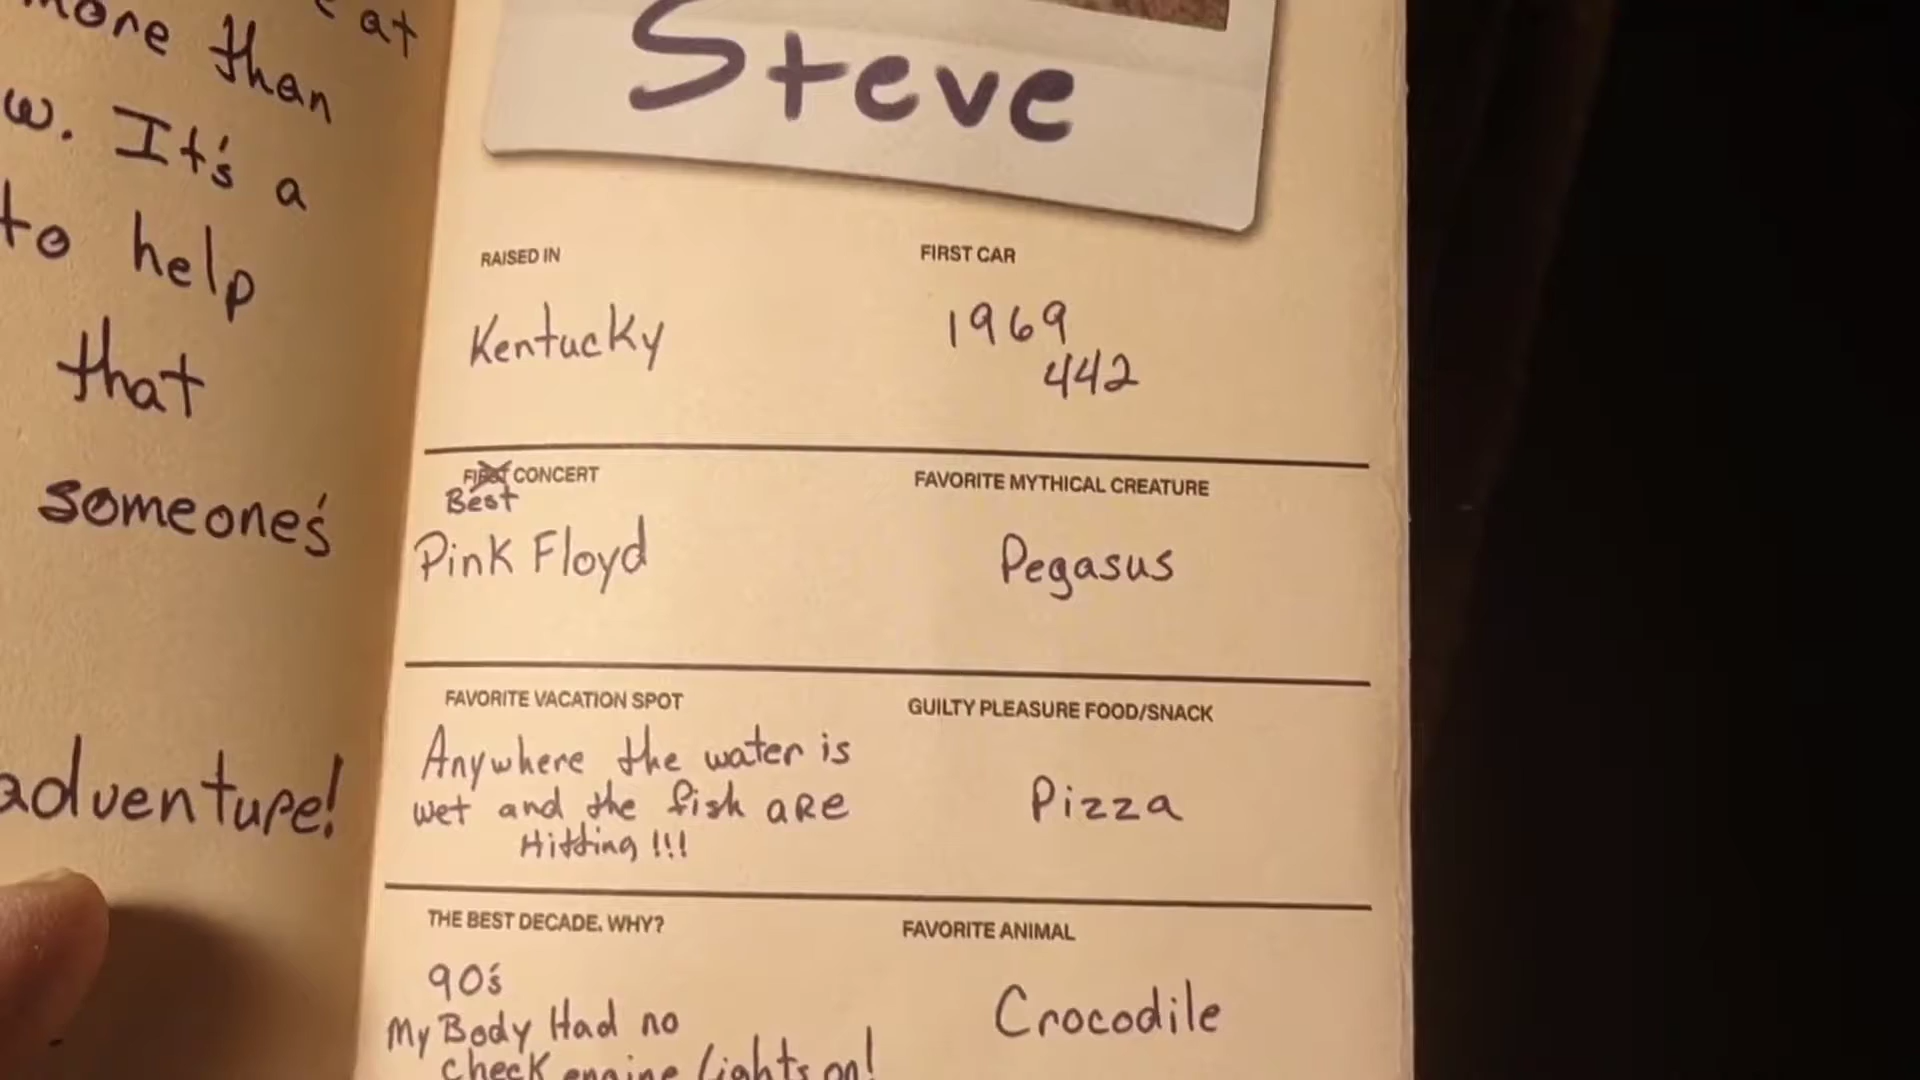 at
more than
w. It's a
to help
that
someone's
adventure!
Steve
RAISED IN
Kentucky
FIRST CAR
1969
442
FIRST CONCERT
Best
Pink Floyd
FAVORITE MYTHICAL CREATURE
Pegasus
FAVORITE VACATION SPOT
Anywhere the water is
wet and the fish are
Hitting !!!
GUILTY PLEASURE FOOD/SNACK
Pizza
THE BEST DECADE. WHY?
90's
My Body Had no
check engine lights on!
FAVORITE ANIMAL
Crocodile